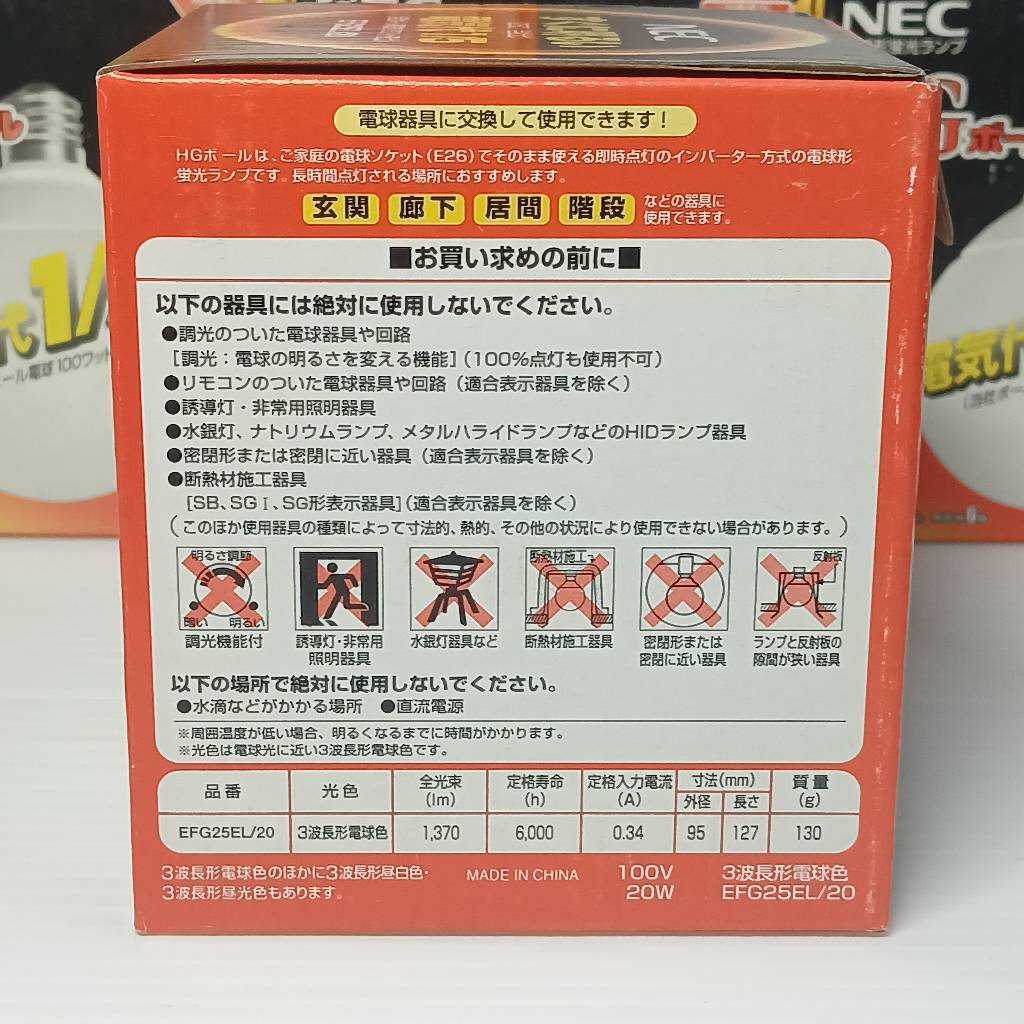 NEC
電球器具に交換して使用できます!
HGボールは、ご家庭の電球ソケット(E26)でそのまま使える即時点灯のインバーター方式の電球形
蛍光ランプです。長時間点灯される場所におすすめします。
玄関 廊下 居間 階段 などの器具に
使用できます。
■お買い求めの前に■
以下の器具には絶対に使用しないでください。
●調光のついた電球器具や回路
[調光:電球の明るさを変える機能](100%点灯も使用不可)
●リモコンのついた電球器具や回路(適合表示器具を除く)
●誘導灯・非常用照明器具
●水銀灯、ナトリウムランプ、メタルハライドランプなどのHIDランプ器具
●密閉形または密閉に近い器具(適合表示器具を除く)
●断熱材施工器具
[SB、SGI、SG形表示器具](適合表示器具を除く)
(このほか使用器具の種類によって寸法的、熱的、その他の状況により使用できない場合があります。)
明るさ調節
暗い 明るい
調光機能付
誘導灯・非常用
照明器具
水銀灯器具など
断熱材施工
断熱材施工器具
密閉形または
密閉に近い器具
反射板
ランプと反射板の
隙間が狭い器具
以下の場所で絶対に使用しないでください。
●水滴などがかかる場所 ●直流電源
※周囲温度が低い場合、明るくなるまでに時間がかかります。
※光色は電球光に近い3波長形電球色です。
品番 光色 全光束(lm) 定格寿命(h) 定格入力電流(A) 寸法(mm) 外径 長さ 質量(g)
EFG25EL/20 3波長形電球色 1,370 6,000 0.34 95 127 130
3波長形電球色のほかに3波長形昼白色・
3波長形昼光色もあります。
MADE IN CHINA
100V
20W
3波長形電球色
EFG25EL/20
代1/
ール電球100ワット
電気代